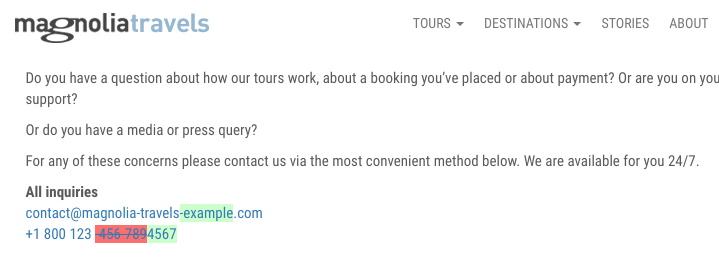 magnoliatravels
TOURS DESTINATIONS STORIES ABOUT
Do you have a question about how our tours work, about a booking you’ve placed or about payment? Or are you on you
support?
Or do you have a media or press query?
For any of these concerns please contact us via the most convenient method below. We are available for you 24/7.
All inquiries
contact@magnolia-travels-example.com
+1 800 123 -456-7894567